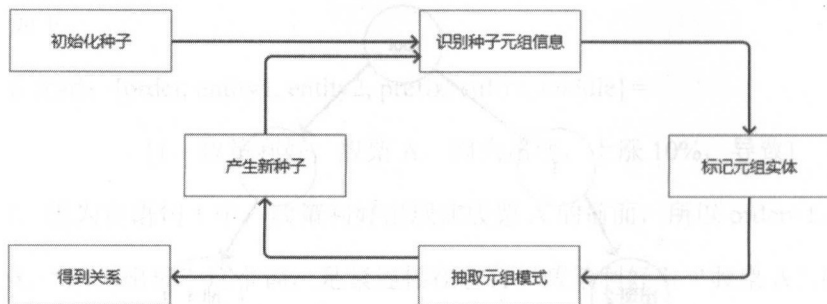 初始化种子
识别种子元组信息
产生新种子
标记元组实体
得到关系
抽取元组模式